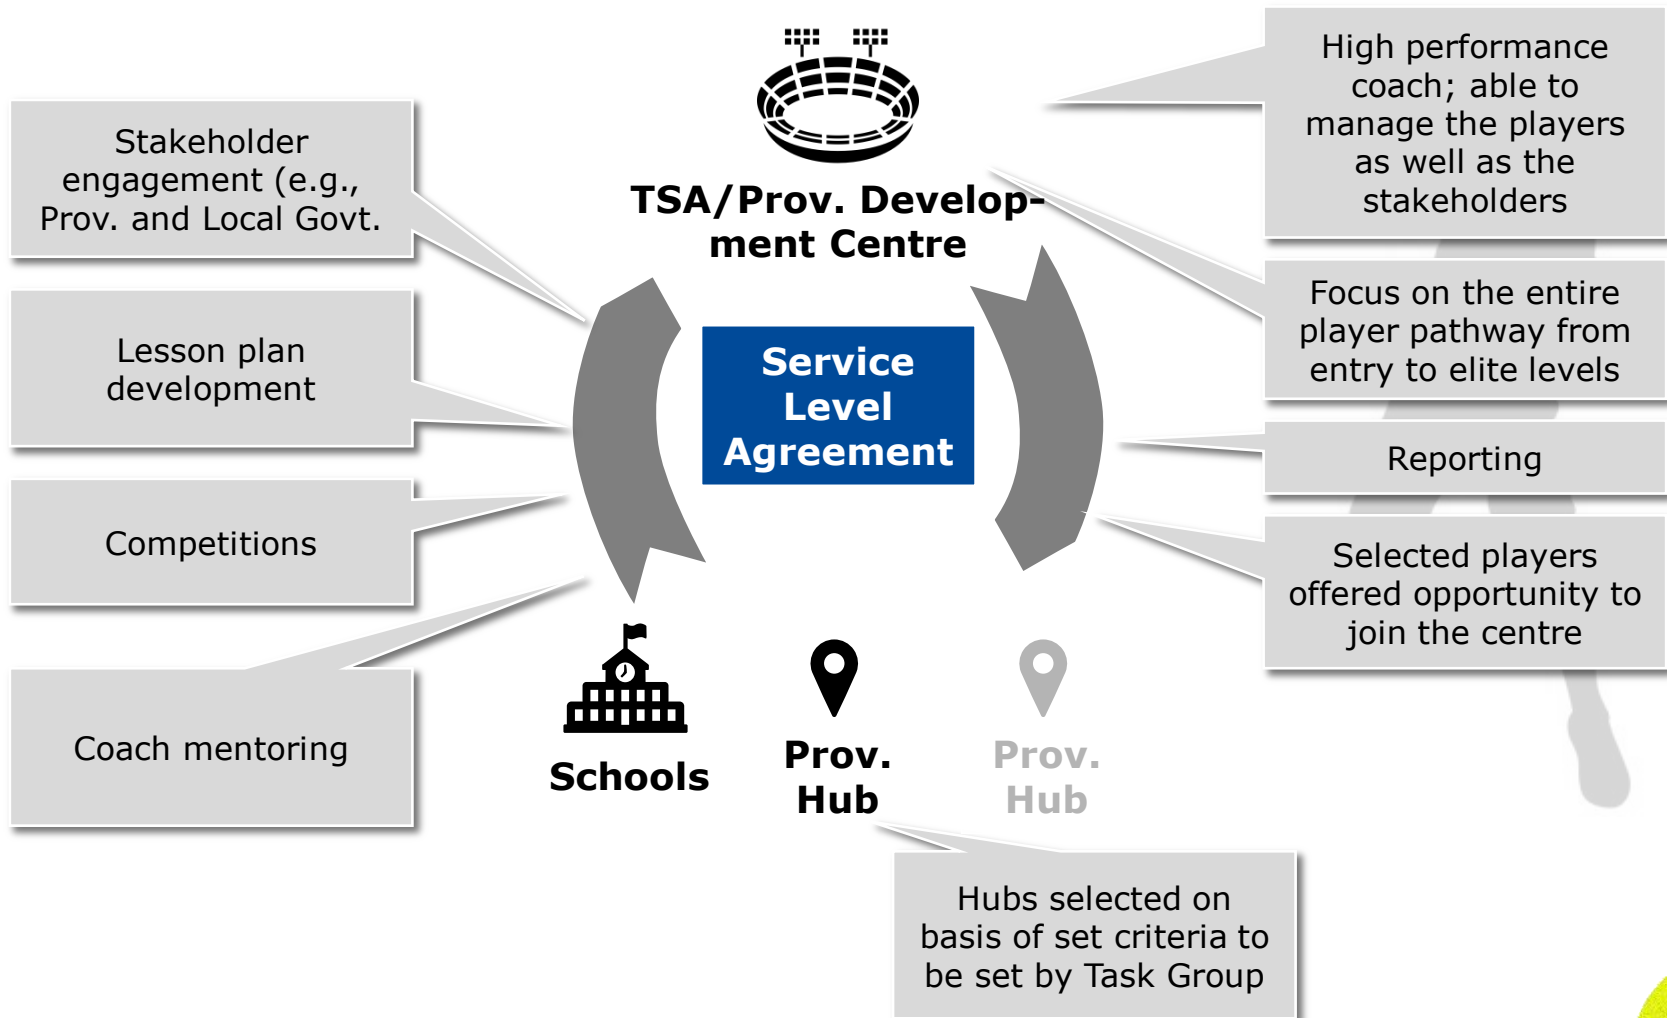 Stakeholder
engagement (e.g.,
Prov. and Local Govt.
Lesson plan
development
Competitions
Coach mentoring
TSA/Prov. Develop-
ment Centre
Service
Level
Agreement
Schools
Prov.
Hub
Prov.
Hub
High performance
coach; able to
manage the players
as well as the
stakeholders
Focus on the entire
player pathway from
entry to elite levels
Reporting
Selected players
offered opportunity to
join the centre
Hubs selected on
basis of set criteria to
be set by Task Group